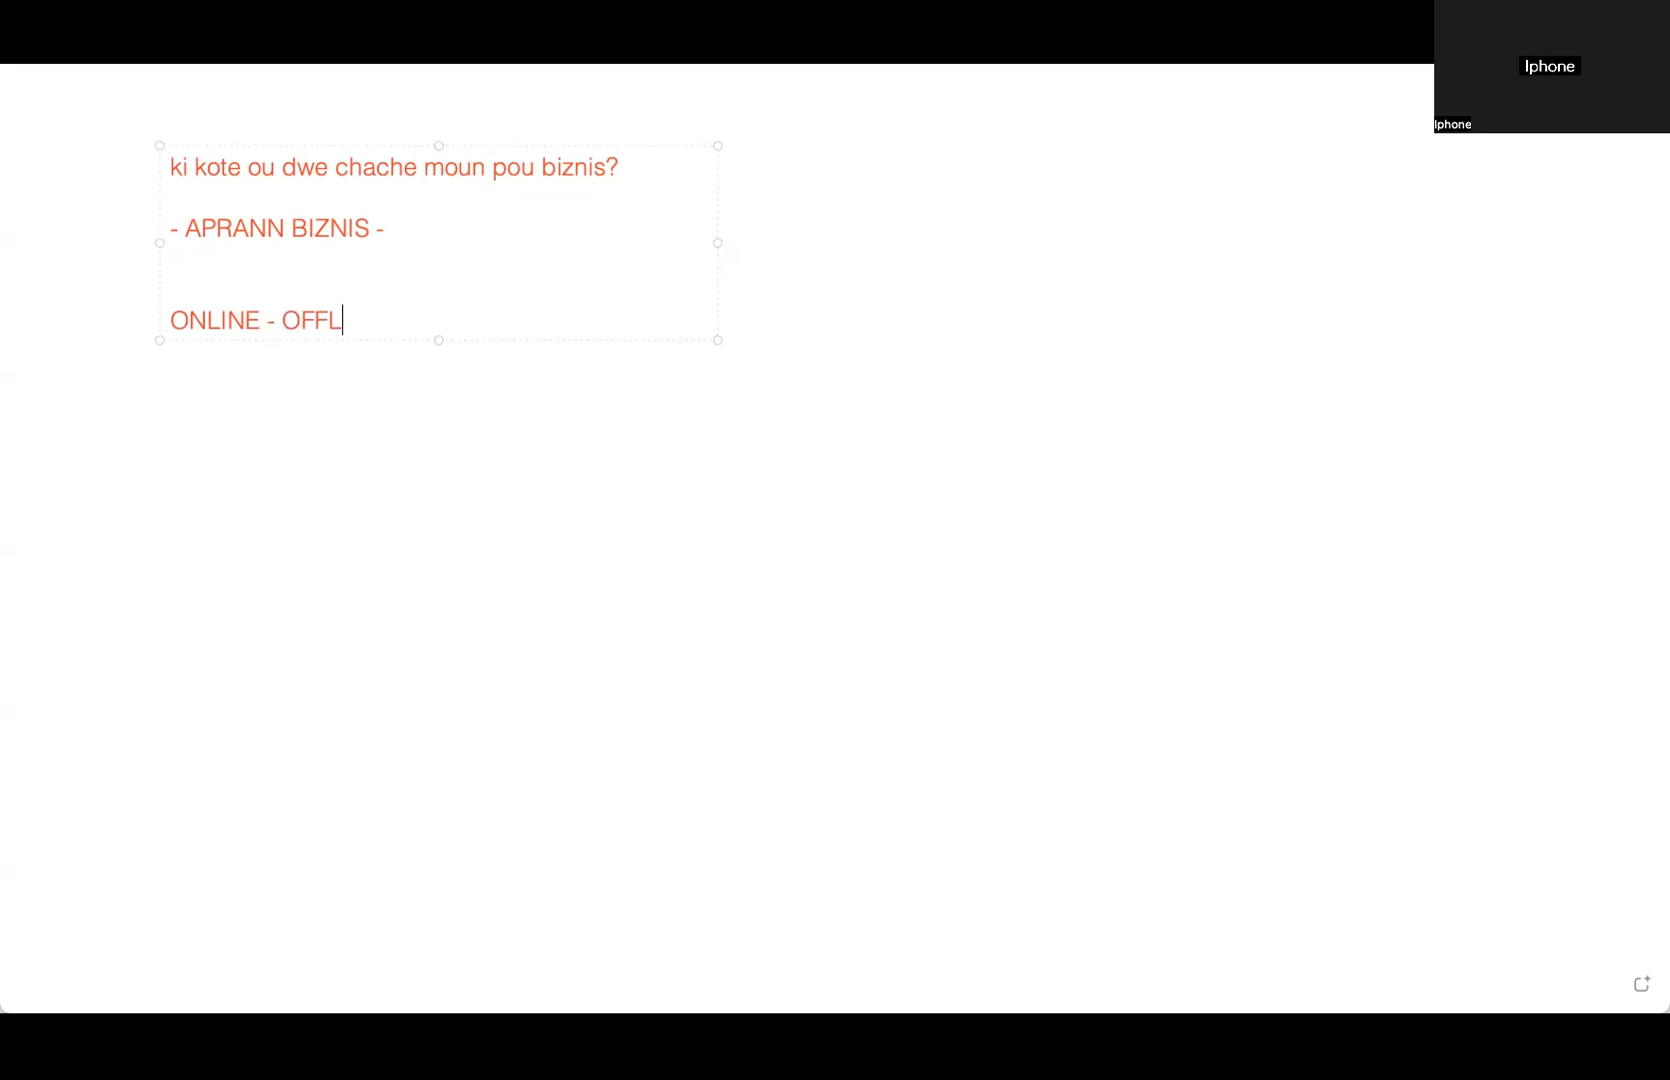 Iphone
Iphone
ki kote ou dwe chache moun pou biznis?
- APRANN BIZNIS -
ONLINE - OFFL